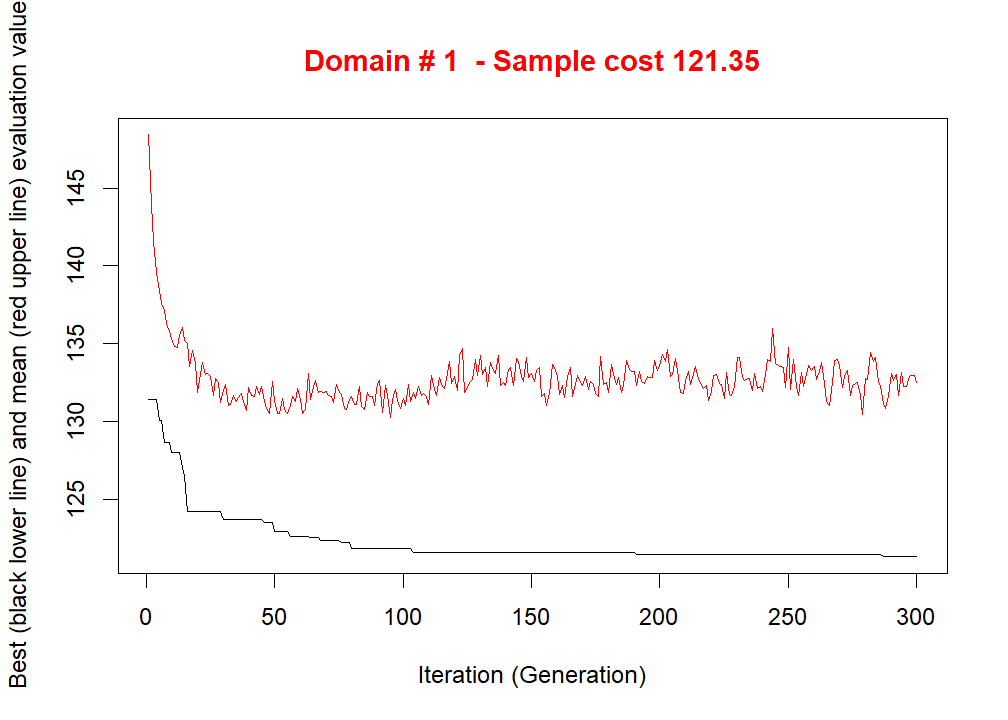 Domain # 1 - Sample cost 121.35
Best (black lower line) and mean (red upper line) evaluation value
145
140
135
130
125
0 50 100 150 200 250 300
Iteration (Generation)